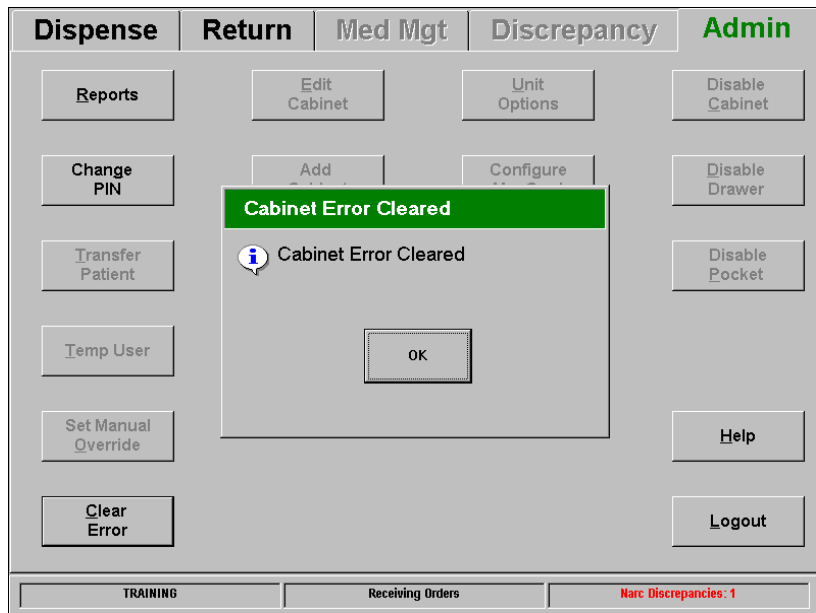 Dispense Return Med Mgt Discrepancy Admin
Reports
Edit
Cabinet
Unit
Options
Disable
Cabinet
Change
PIN
Add
Configure
Disable
Drawer
Cabinet Error Cleared
Cabinet Error Cleared
OK
Transfer
Patient
Disable
Pocket
Temp User
Set Manual
Override
Help
Clear
Error
Logout
TRAINING
Receiving Orders
Narc Discrepancies: 1